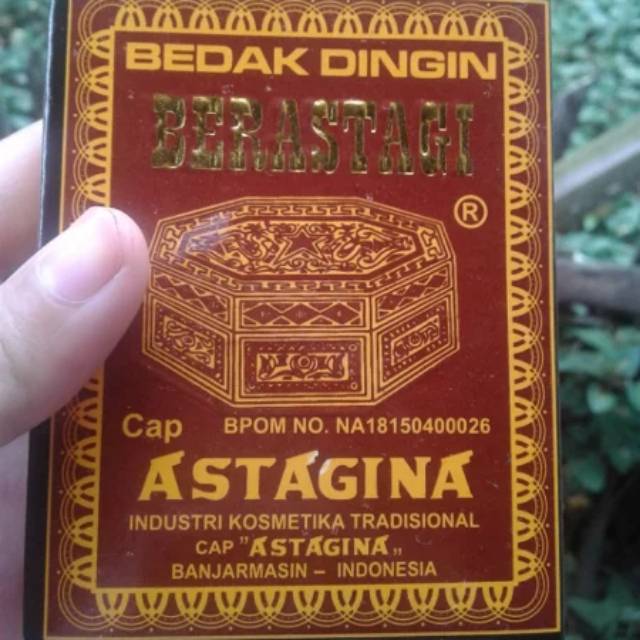 BEDAK DINGIN
BERASTAGI
®
Cap BPOM NO. NA18150400026
ASTAGINA
INDUSTRI KOSMETIKA TRADISIONAL
CAP "ASTAGINA„
BANJARMASIN – INDONESIA